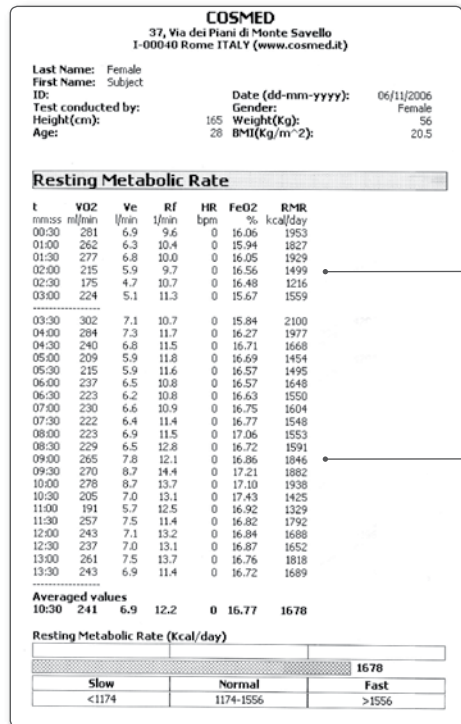 COSMED
37, Via dei Piani di Monte Savello
I-00040 Rome ITALY (www.cosmed.it)
Last Name: Female
First Name: Subject
ID: Date (dd-mm-yyyy): 06/11/2006
Test conducted by: Gender: Female
Height(cm): 165 Weight(Kg): 56
Age: 28 BMI(Kg/m^2): 20.5
Resting Metabolic Rate
t VO2 Ve Rf HR FeO2 RMR
mm:ss ml/min l/min 1/min bpm % kcal/day
00:30 281 6.9 9.6 0 16.06 1953
01:00 262 6.3 10.4 0 15.94 1827
01:30 277 6.8 10.0 0 16.05 1929
02:00 215 5.9 9.7 0 16.56 1499
02:30 175 4.7 10.7 0 16.48 1216
03:00 224 5.1 11.3 0 15.67 1559
------------------
03:30 302 7.1 10.7 0 15.84 2100
04:00 284 7.3 11.7 0 16.27 1977
04:30 240 6.8 11.5 0 16.71 1668
05:00 209 5.9 11.8 0 16.69 1454
05:30 215 5.9 11.6 0 16.57 1495
06:00 237 6.5 10.8 0 16.57 1648
06:30 223 6.2 10.8 0 16.63 1550
07:00 230 6.6 10.9 0 16.75 1604
07:30 222 6.4 11.4 0 16.77 1548
08:00 223 6.9 11.5 0 17.06 1553
08:30 229 6.5 12.8 0 16.72 1591
09:00 265 7.8 12.1 0 16.86 1846
09:30 270 8.7 14.4 0 17.21 1882
10:00 278 8.7 13.7 0 17.10 1938
10:30 205 7.0 13.1 0 17.43 1425
11:00 191 5.7 12.5 0 16.92 1329
11:30 257 7.5 11.4 0 16.82 1792
12:00 243 7.1 13.2 0 16.84 1688
12:30 237 7.0 13.1 0 16.87 1652
13:00 261 7.5 13.7 0 16.76 1818
13:30 243 6.9 11.4 0 16.72 1689
------------------
Averaged values
10:30 241 6.9 12.2 0 16.77 1678
Resting Metabolic Rate (Kcal/day)
1678
Slow Normal Fast
<1174 1174-1556 >1556